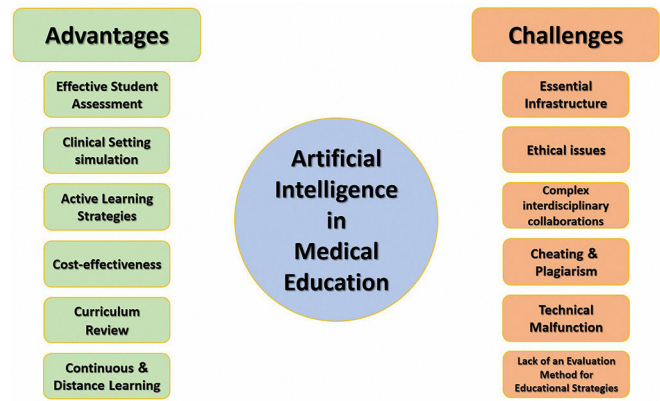 Advantages
Effective Student
Assessment
Clinical Setting
simulation
Active Learning
Strategies
Cost-effectiveness
Curriculum
Review
Continuous &
Distance Learning
Artificial
Intelligence
in
Medical
Education
Challenges
Essential
Infrastructure
Ethical issues
Complex
interdisciplinary
collaborations
Cheating &
Plagiarism
Technical
Malfunction
Lack of an Evaluation
Method for
Educational Strategies